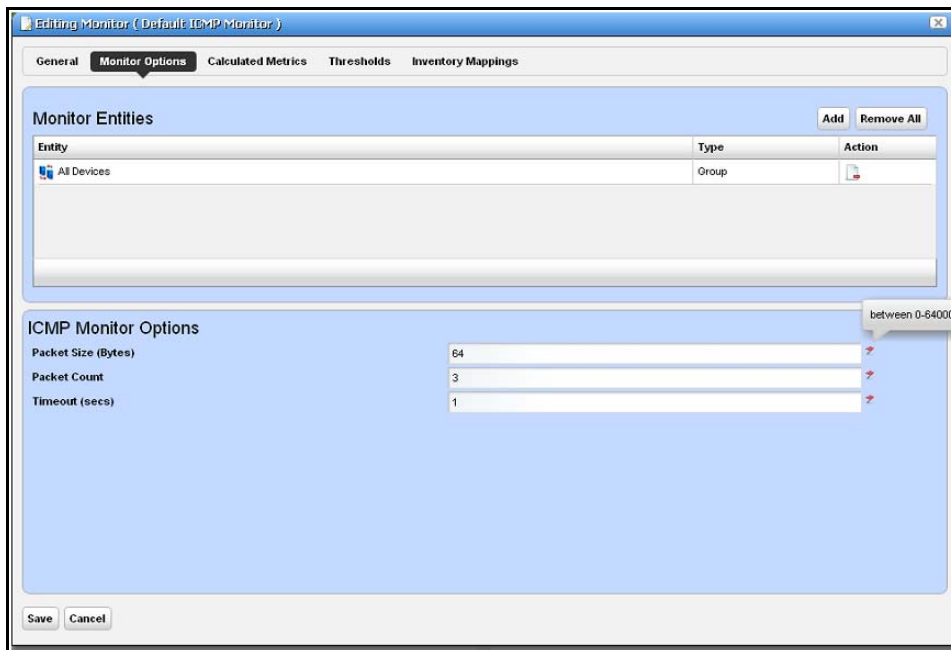 Editing Monitor ( Default ICMP Monitor )
General Monitor Options Calculated Metrics Thresholds Inventory Mappings
Monitor Entities Add Remove All
Entity Type Action
All Devices Group
between 0-64000
ICMP Monitor Options
Packet Size (Bytes) 64
Packet Count 3
Timeout (secs) 1
Save Cancel